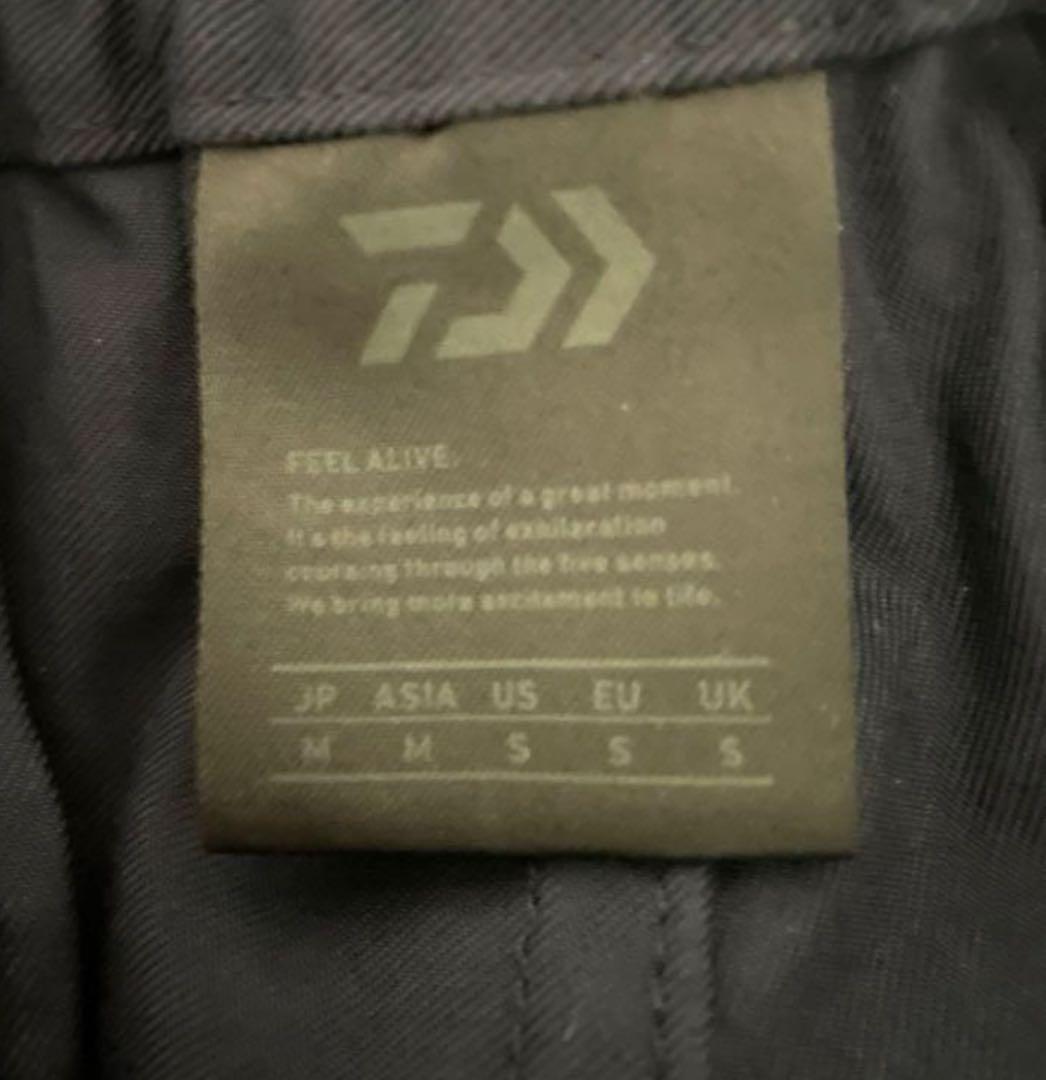 FEEL ALIVE.
The experience of a great moment.
It's the feeling of exhilaration
coursing through the five senses.
We bring more excitement to life.
JP ASIA US EU UK
M M S S S